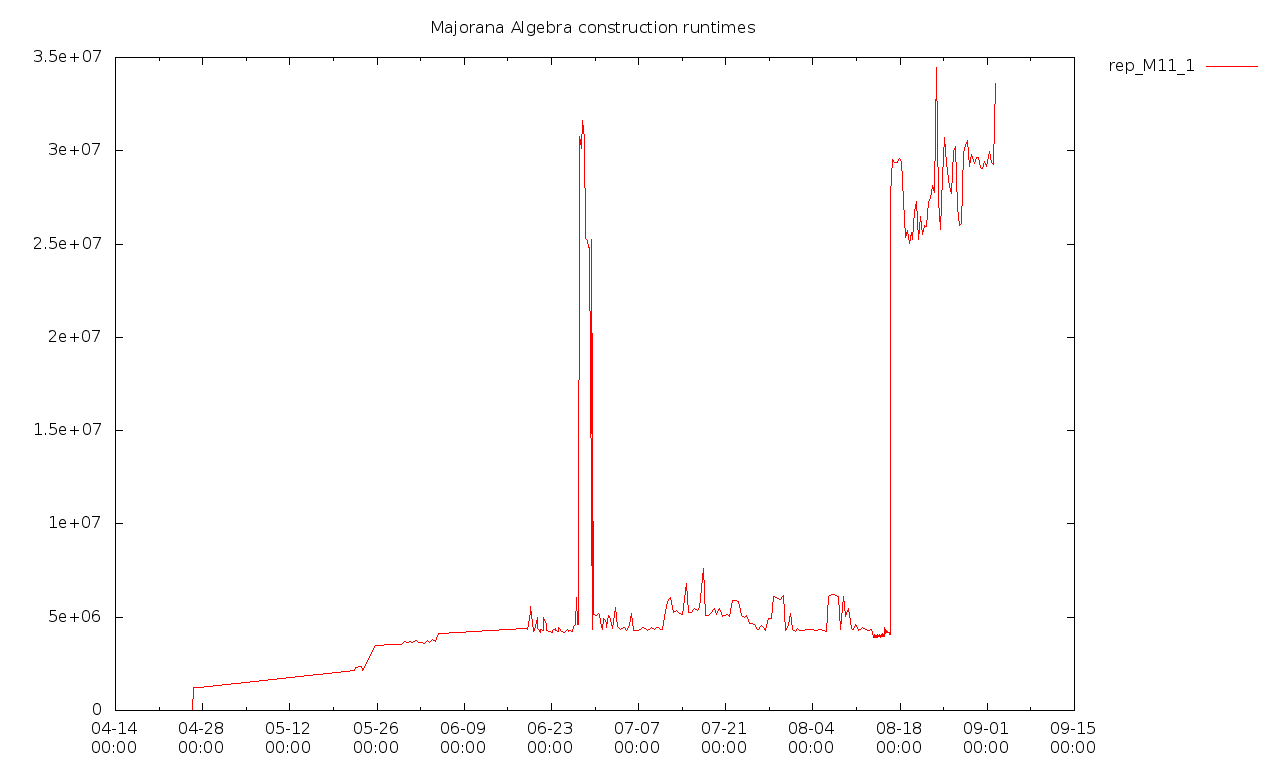 Majorana Algebra construction runtimes
rep_M11_1
3.5e+07
3e+07
2.5e+07
2e+07
1.5e+07
1e+07
5e+06
0
04-14 04-28 05-12 05-26 06-09 06-23 07-07 07-21 08-04 08-18 09-01 09-15
00:00 00:00 00:00 00:00 00:00 00:00 00:00 00:00 00:00 00:00 00:00 00:00